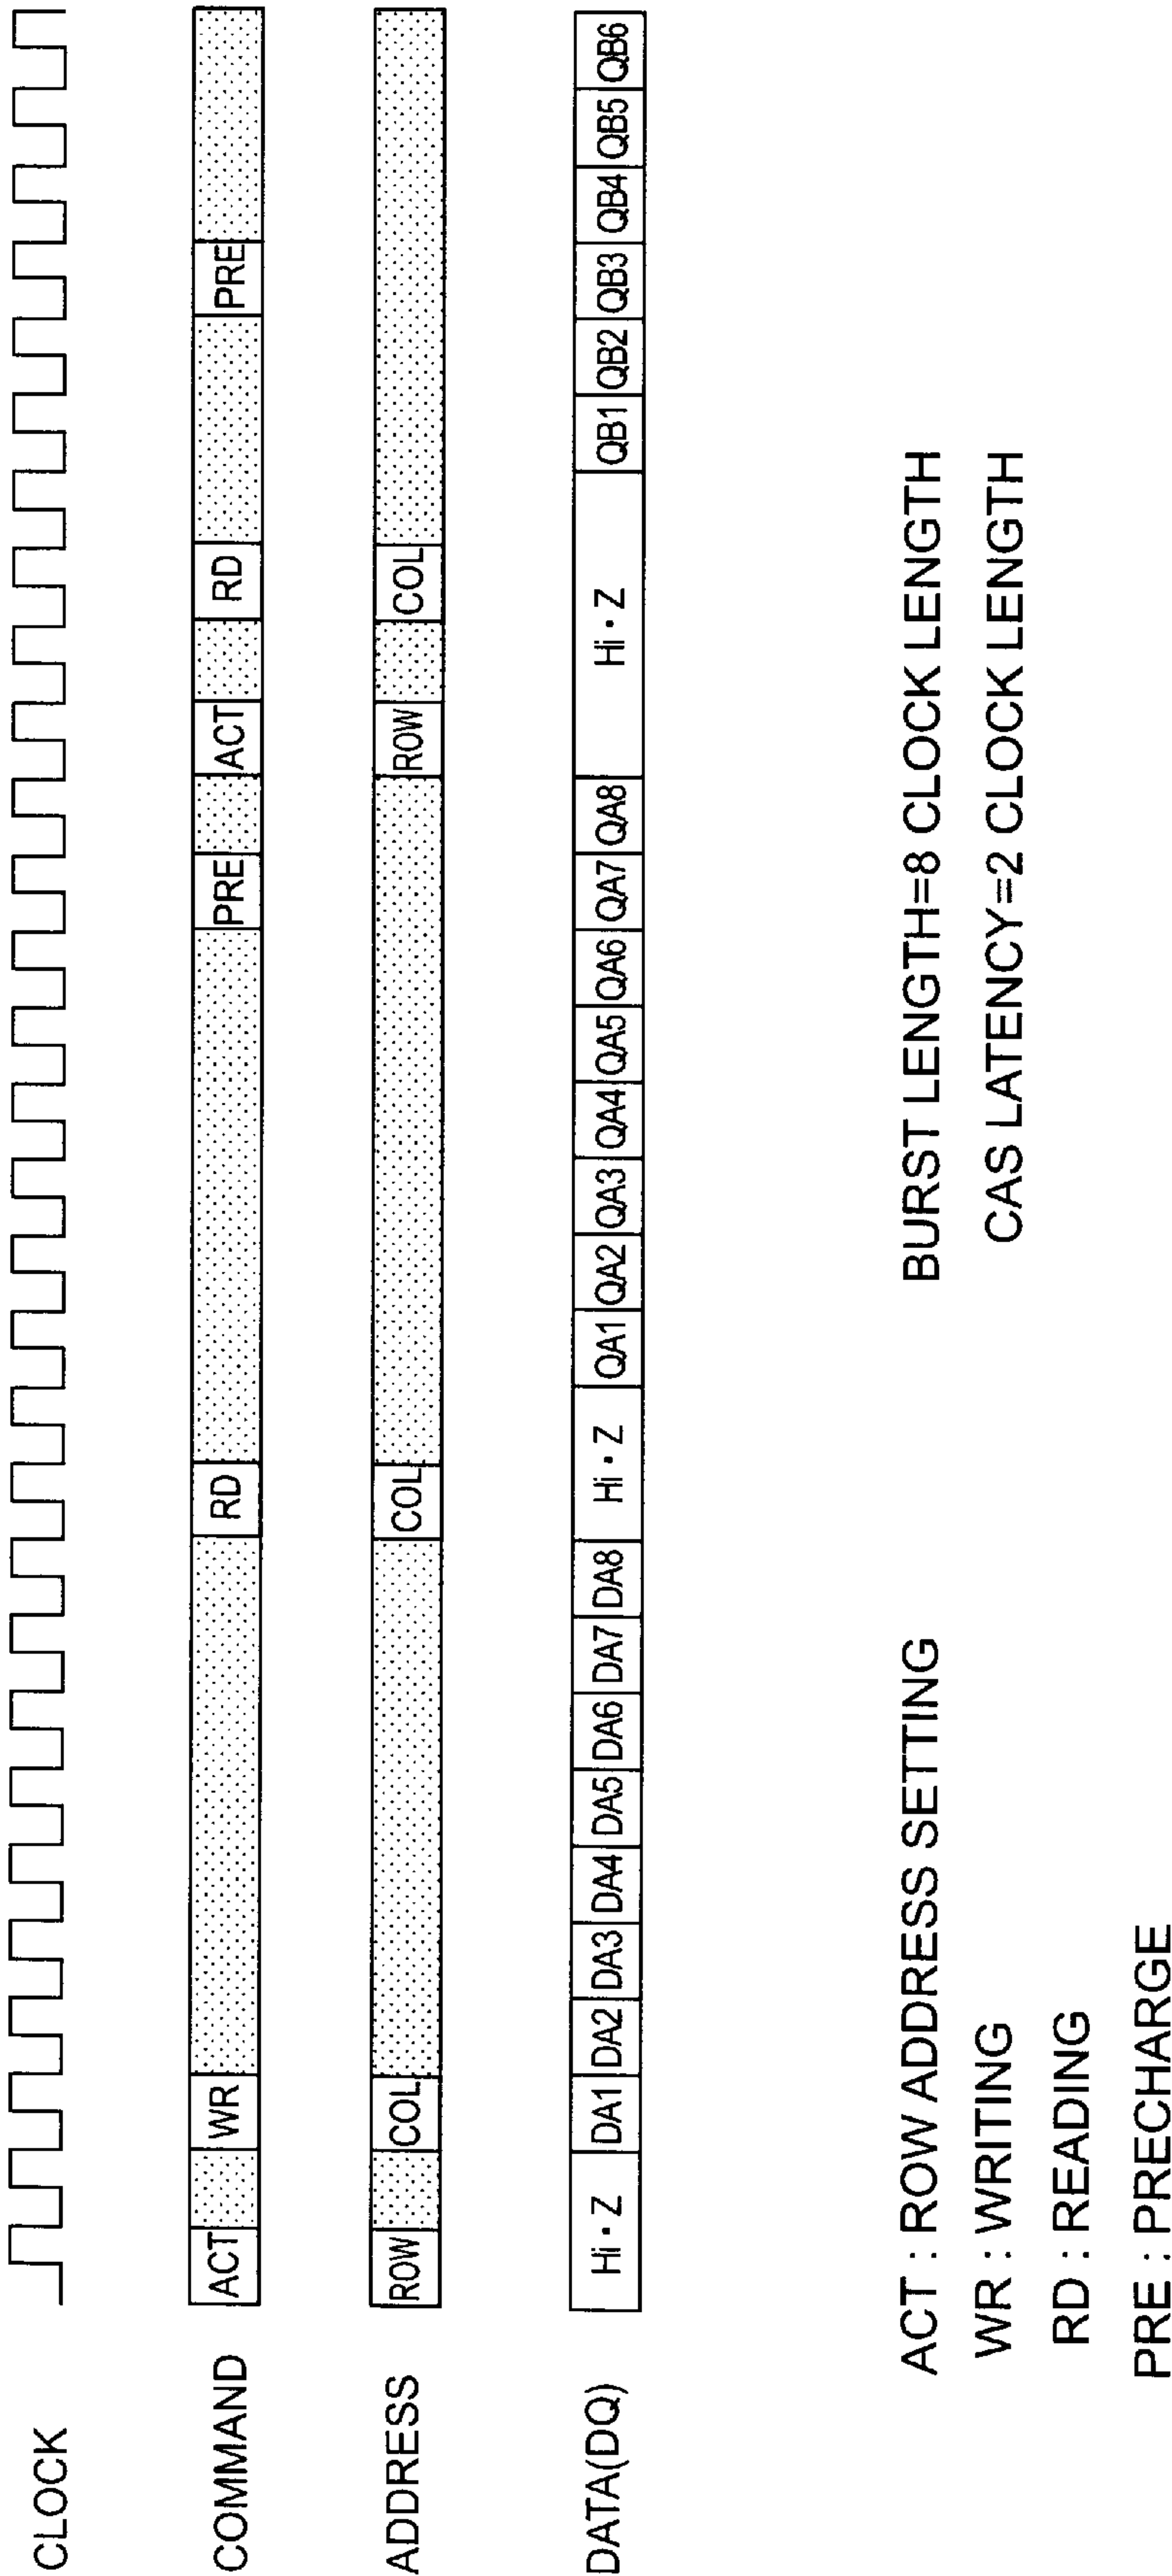 CLOCK
COMMAND ACT WR RD PRE ACT RD PRE
ADDRESS ROW COL COL ROW COL
DATA(DQ) Hi・Z DA1 DA2 DA3 DA4 DA5 DA6 DA7 DA8 Hi・Z QA1 QA2 QA3 QA4 QA5 QA6 QA7 QA8 Hi・Z QB1 QB2 QB3 QB4 QB5 QB6
ACT : ROW ADDRESS SETTING BURST LENGTH=8 CLOCK LENGTH
WR : WRITING CAS LATENCY=2 CLOCK LENGTH
RD : READING
PRE : PRECHARGE